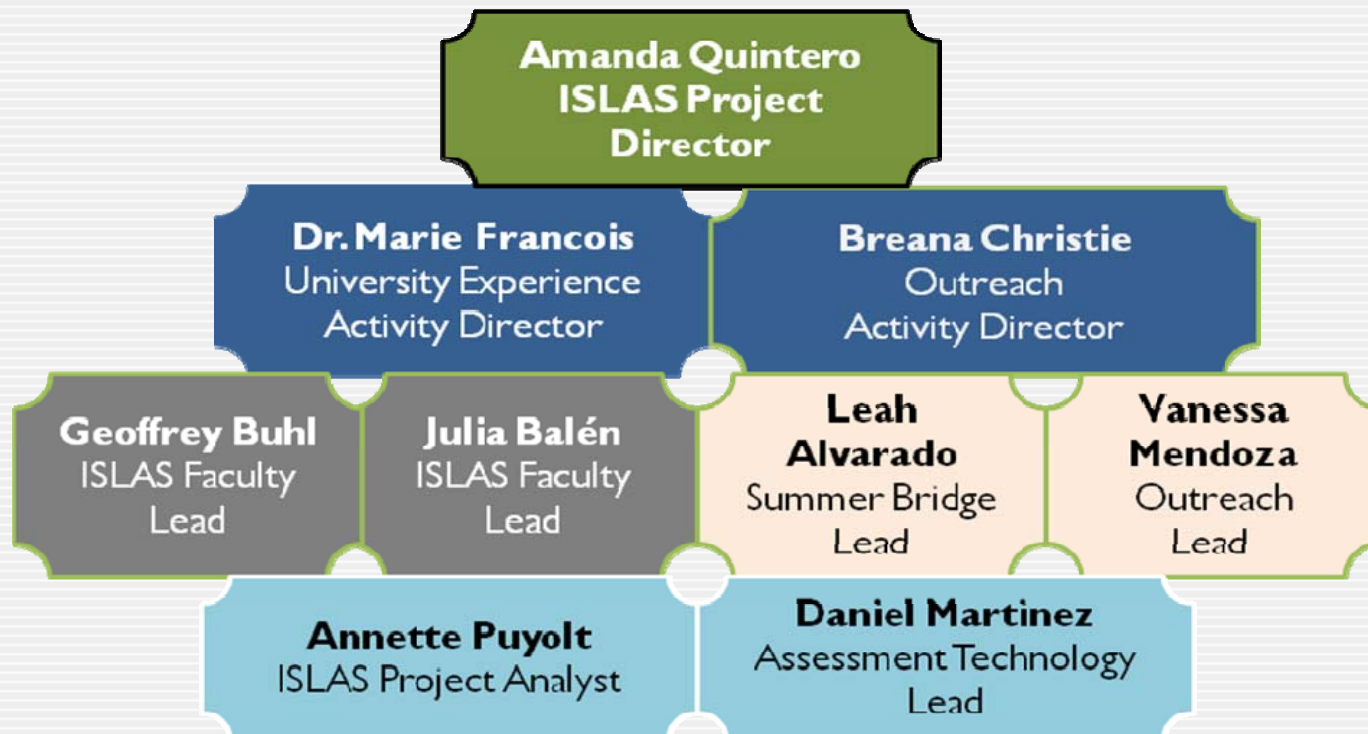 Amanda Quintero
ISLAS Project
Director
Dr. Marie Francois
University Experience
Activity Director
Breana Christie
Outreach
Activity Director
Geoffrey Buhl
ISLAS Faculty
Lead
Julia Balén
ISLAS Faculty
Lead
Leah
Alvarado
Summer Bridge
Lead
Vanessa
Mendoza
Outreach
Lead
Annette Puyolt
ISLAS Project Analyst
Daniel Martinez
Assessment Technology
Lead